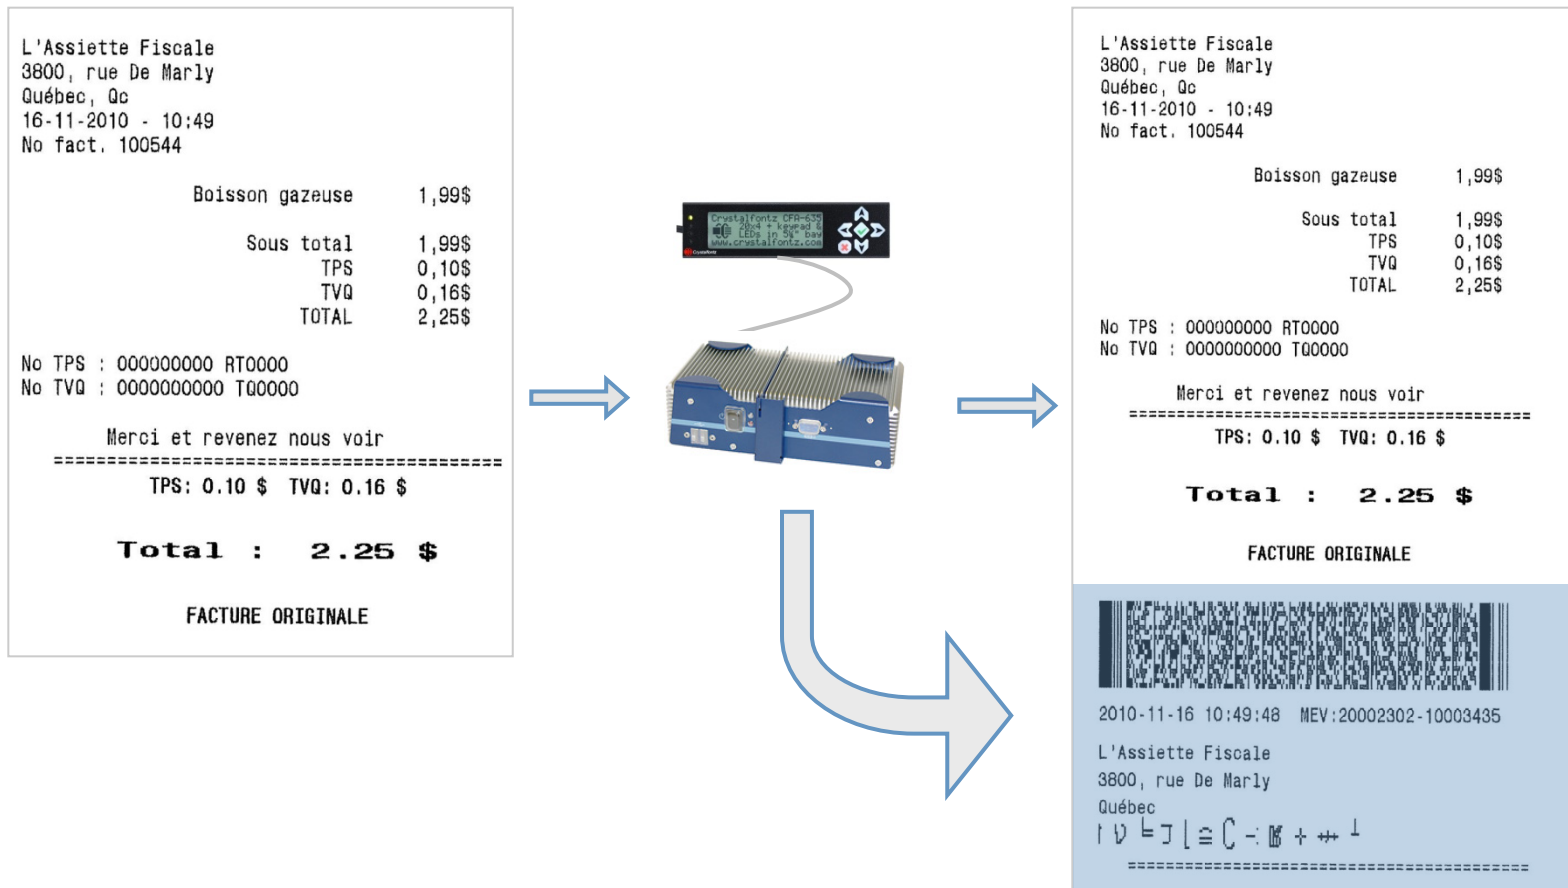 L'Assiette Fiscale
3800, rue De Marly
Québec, Qc
16-11-2010 - 10:49
No fact. 100544
Boisson gazeuse 1,99$
Sous total 1,99$
TPS 0,10$
TVQ 0,16$
TOTAL 2,25$
No TPS : 000000000 RT0000
No TVQ : 0000000000 TQ0000
Merci et revenez nous voir
==========================================
TPS: 0.10 $ TVQ: 0.16 $
Total : 2.25 $
FACTURE ORIGINALE
Crystalfontz CFA-635
20x4 + keypad &
LEDs in 5¼" bay
www.crystalfontz.com
L'Assiette Fiscale
3800, rue De Marly
Québec, Qc
16-11-2010 - 10:49
No fact. 100544
Boisson gazeuse 1,99$
Sous total 1,99$
TPS 0,10$
TVQ 0,16$
TOTAL 2,25$
No TPS : 000000000 RT0000
No TVQ : 0000000000 TQ0000
Merci et revenez nous voir
==========================================
TPS: 0.10 $ TVQ: 0.16 $
Total : 2.25 $
FACTURE ORIGINALE
2010-11-16 10:49:48 MEV:20002302-10003435
L'Assiette Fiscale
3800, rue De Marly
Québec
==========================================